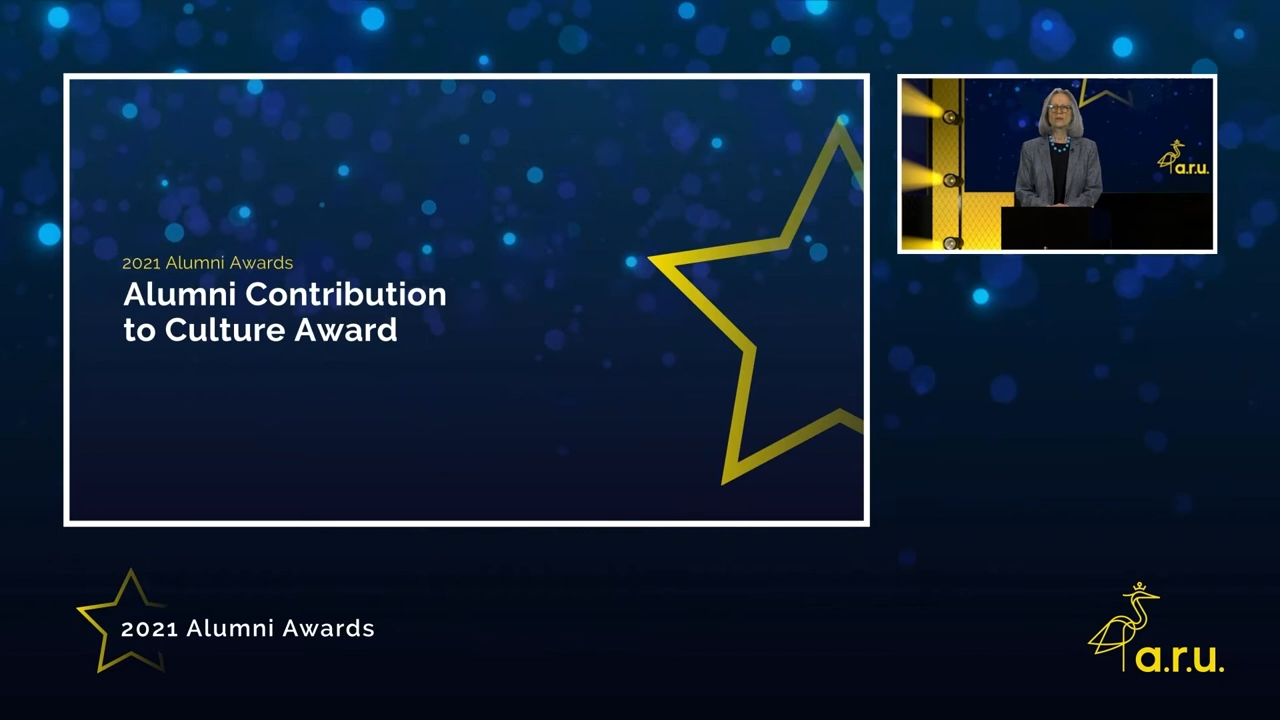 2021 Alumni Awards
Alumni Contribution
to Culture Award
a.r.u.
2021 Alumni Awards
a.r.u.